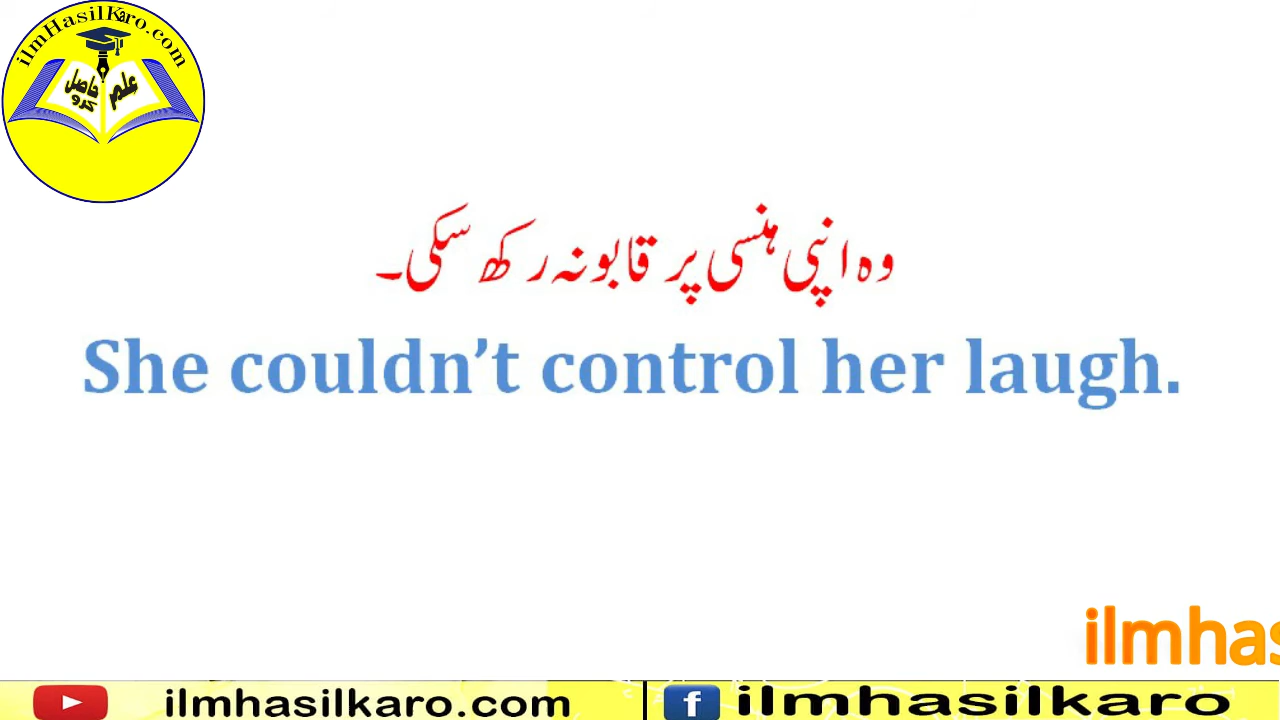 ilmHasilKaro.com
علم حاصل کرو
وہ اپنی ہنسی پر قابو نہ رکھ سکی۔
She couldn't control her laugh.
ilmhas
ilmhasilkaro.com
f ilmhasilkaro